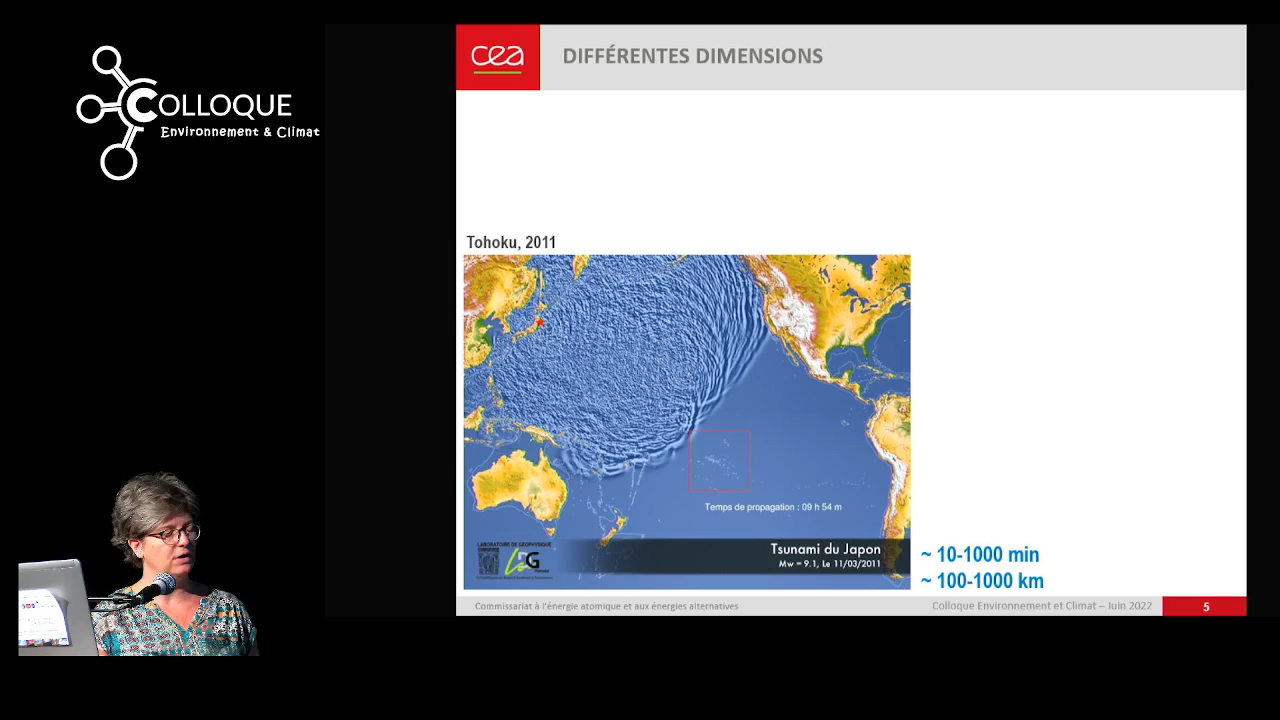 COLLOQUE
Environnement & Climat
cea
DIFFÉRENTES DIMENSIONS
Tohoku, 2011
Temps de propagation : 09 h 54 m
LABORATOIRE DE GEOPHYSIQUE
Tsunami du Japon
Mw = 9.1, Le 11/03/2011
~ 10-1000 min
~ 100-1000 km
Commissariat à l'énergie atomique et aux énergies alternatives
Colloque Environnement et Climat – Juin 2022
5